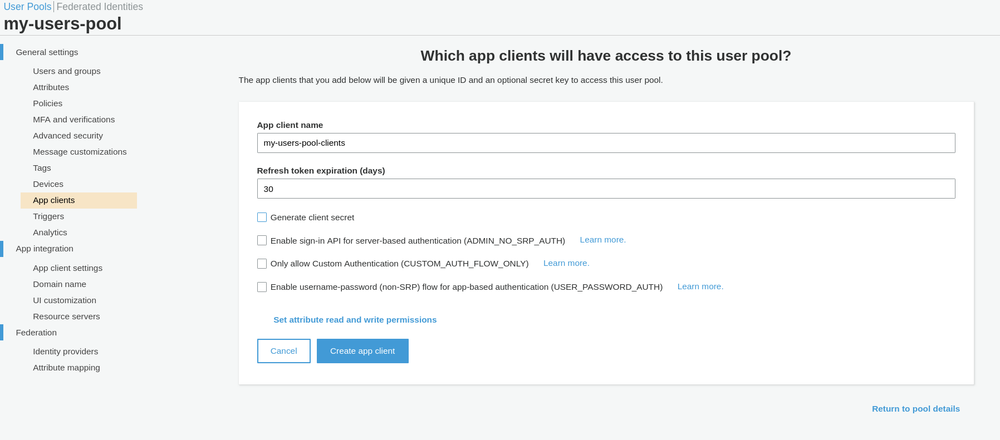 User Pools Federated Identities
my-users-pool
General settings
Users and groups
Attributes
Policies
MFA and verifications
Advanced security
Message customizations
Tags
Devices
App clients
Triggers
Analytics
App integration
App client settings
Domain name
UI customization
Resource servers
Federation
Identity providers
Attribute mapping
Which app clients will have access to this user pool?
The app clients that you add below will be given a unique ID and an optional secret key to access this user pool.
App client name
my-users-pool-clients
Refresh token expiration (days)
30
Generate client secret
Enable sign-in API for server-based authentication (ADMIN_NO_SRP_AUTH) Learn more.
Only allow Custom Authentication (CUSTOM_AUTH_FLOW_ONLY) Learn more.
Enable username-password (non-SRP) flow for app-based authentication (USER_PASSWORD_AUTH) Learn more.
Set attribute read and write permissions
Cancel Create app client
Return to pool details